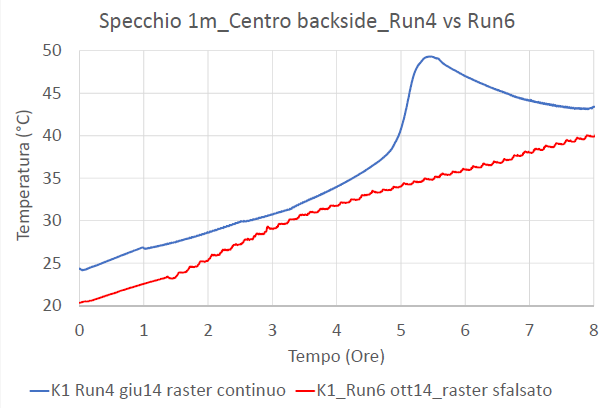 Specchio 1m_Centro backside_Run4 vs Run6
Temperatura (°C)
50
45
40
35
30
25
20
0 1 2 3 4 5 6 7 8
Tempo (Ore)
K1 Run4 giu14 raster continuo K1_Run6 ott14_raster sfalsato